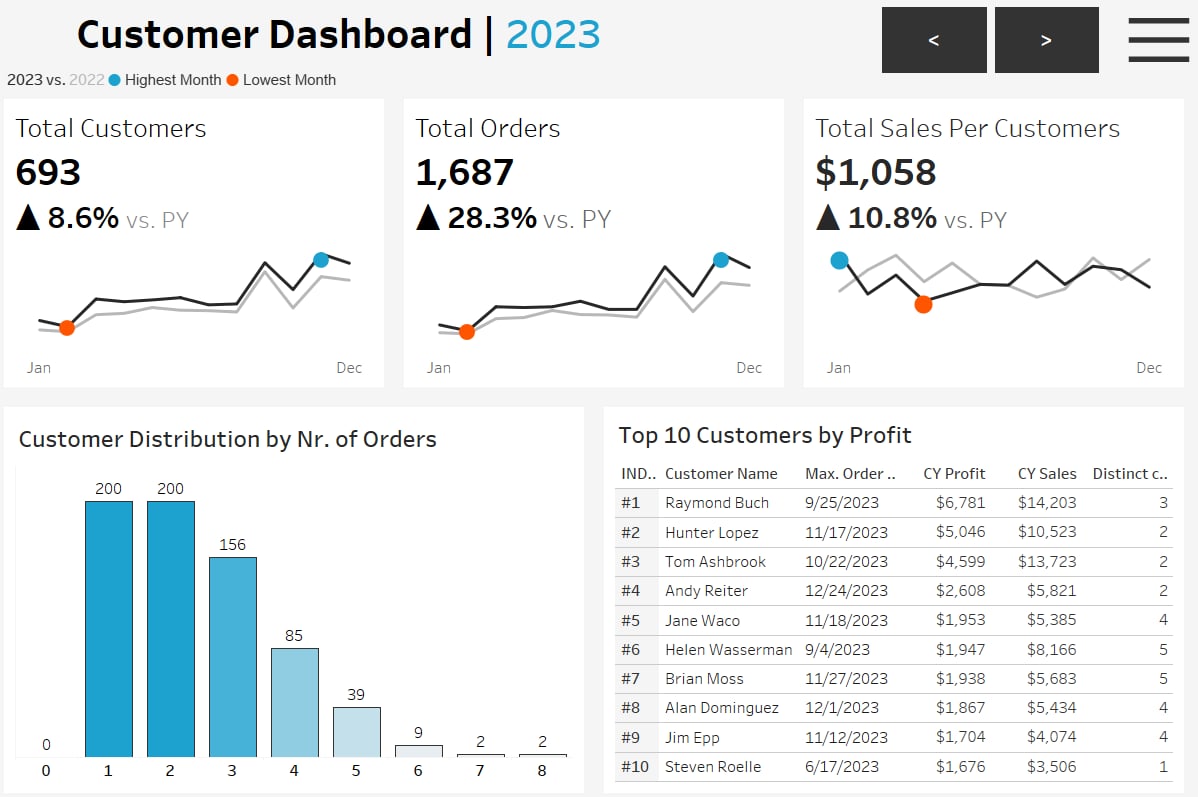 Customer Dashboard | 2023
< >
2023 vs. 2022 Highest Month Lowest Month
Total Customers
693
▲ 8.6% vs. PY
Jan Dec
Total Orders
1,687
▲ 28.3% vs. PY
Jan Dec
Total Sales Per Customers
$1,058
▲ 10.8% vs. PY
Jan Dec
Customer Distribution by Nr. of Orders
0 200 200 156 85 39 9 2 2
0 1 2 3 4 5 6 7 8
Top 10 Customers by Profit
IND.. Customer Name Max. Order .. CY Profit CY Sales Distinct c..
#1 Raymond Buch 9/25/2023 $6,781 $14,203 3
#2 Hunter Lopez 11/17/2023 $5,046 $10,523 2
#3 Tom Ashbrook 10/22/2023 $4,599 $13,723 2
#4 Andy Reiter 12/24/2023 $2,608 $5,821 2
#5 Jane Waco 11/18/2023 $1,953 $5,385 4
#6 Helen Wasserman 9/4/2023 $1,947 $8,166 5
#7 Brian Moss 11/27/2023 $1,938 $5,683 5
#8 Alan Dominguez 12/1/2023 $1,867 $5,434 4
#9 Jim Epp 11/12/2023 $1,704 $4,074 4
#10 Steven Roelle 6/17/2023 $1,676 $3,506 1